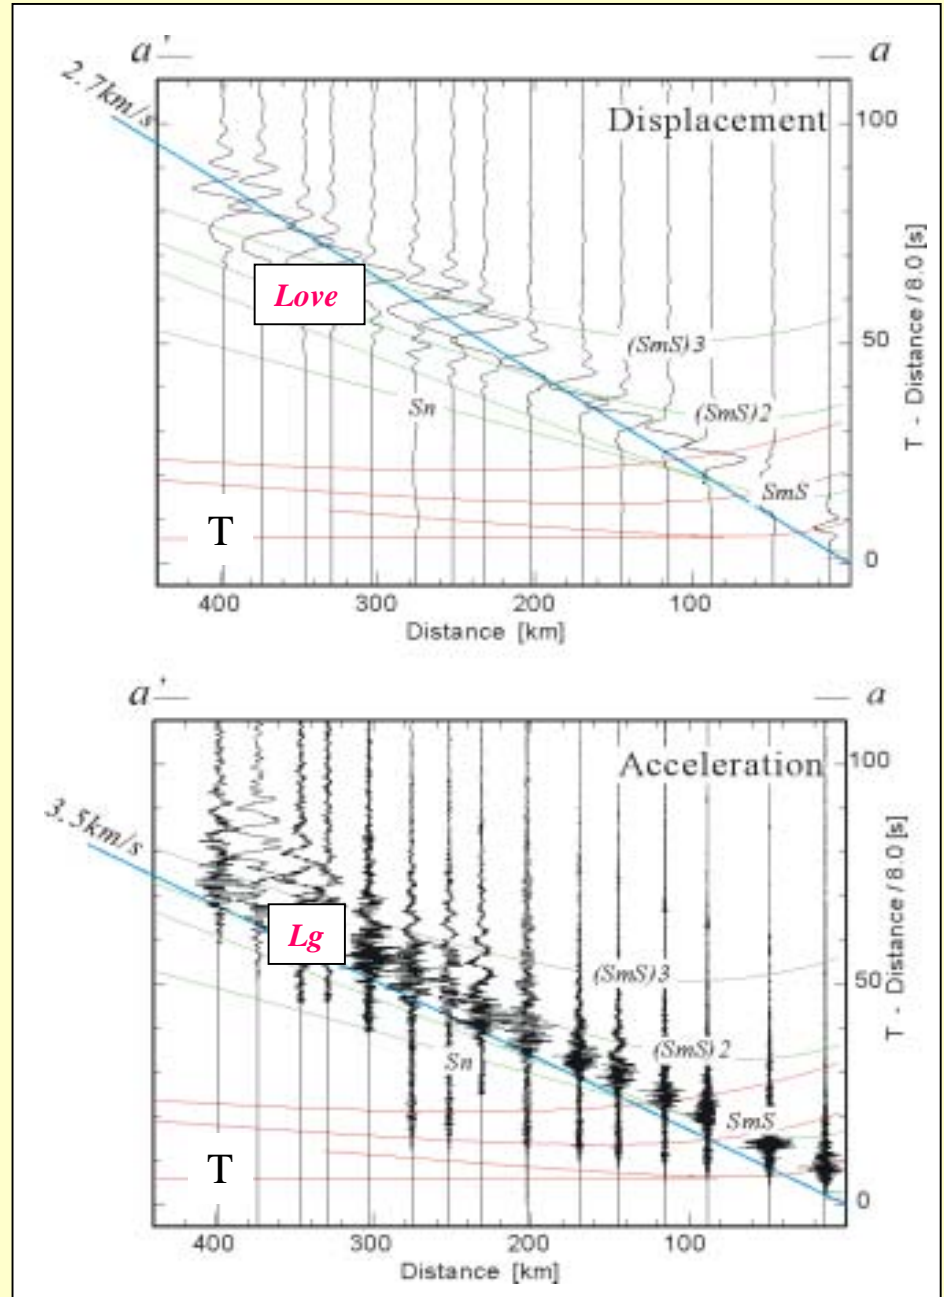 a' a
2.7km/s
Displacement
100
Love
50
(SmS)3
Sn
(SmS)2
SmS
T
0
T - Distance / 8.0 [s]
400 300 200 100
Distance [km]
a' a
3.5km/s
Acceleration
100
Lg
50
(SmS)3
Sn
(SmS)2
SmS
T
0
T - Distance / 8.0 [s]
400 300 200 100
Distance [km]